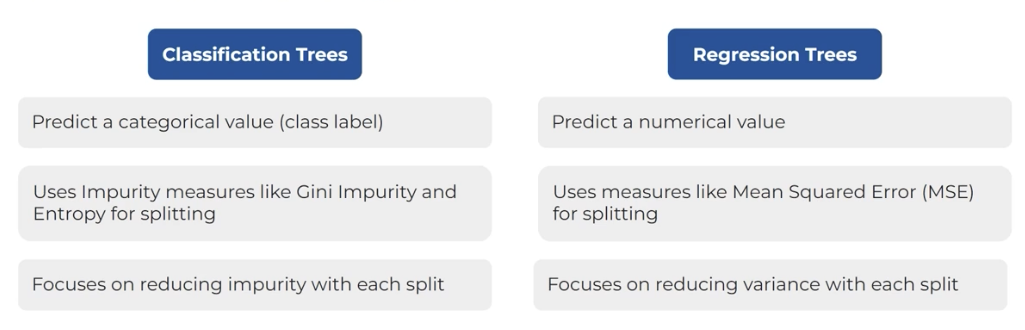 Classification Trees
Predict a categorical value (class label)
Uses Impurity measures like Gini Impurity and
Entropy for splitting
Focuses on reducing impurity with each split
Regression Trees
Predict a numerical value
Uses measures like Mean Squared Error (MSE)
for splitting
Focuses on reducing variance with each split